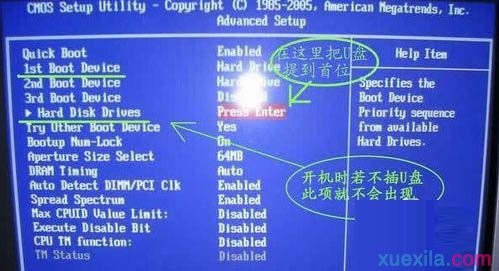 CMOS Setup Utility - Copyright (C) 1985-2005, American Megatrends, Inc.
Advanced Setup
Quick Boot Enabled
1st Boot Device Hard Drive
2nd Boot Device Hard Drive
3rd Boot Device
Hard Disk Drives Press Enter
Try Other Boot Device Yes
Bootup Num-Lock On
Aperture Size Select 64MB
DRAM Timing Auto
Auto Detect DIMM/PCI Clk Enabled
Spread Spectrum Enabled
Max CPUID Value Limit: Disabled
Execute Disable Bit Disabled
CPU TM function: Disabled
TM Status Disabled
在这里把U盘
提到首位
开机时若不插U盘
此项就不会出现
Help Item
Specifies the
Boot Device
Priority sequence
from available
Hard Drives.
xuexila.com